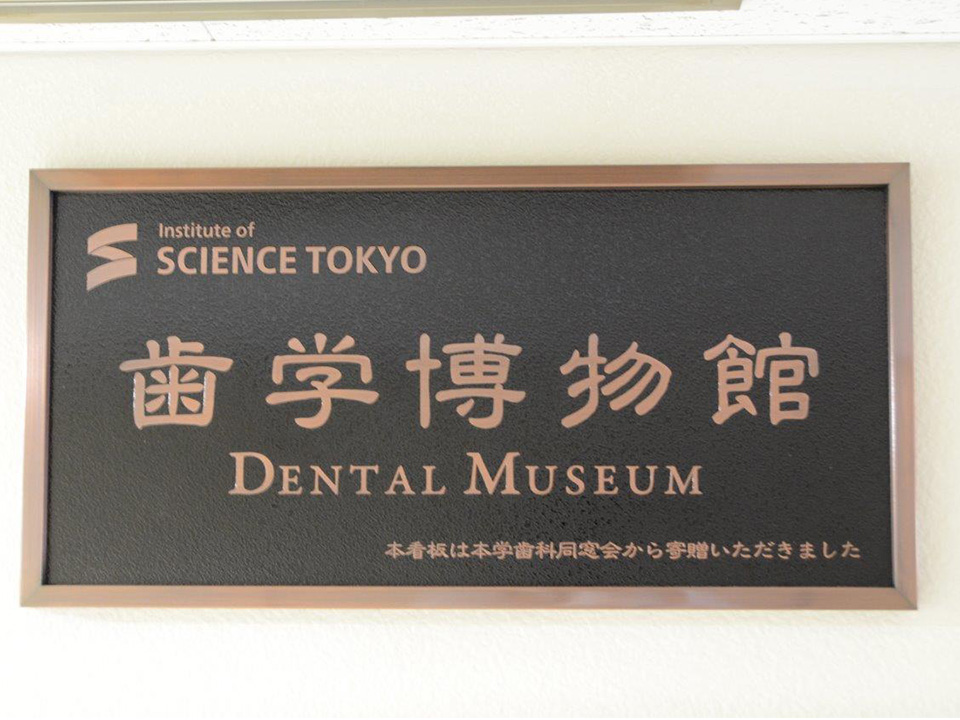 Institute of
SCIENCE TOKYO
歯学博物館
DENTAL MUSEUM
本看板は本学歯科同窓会から寄贈いただきました